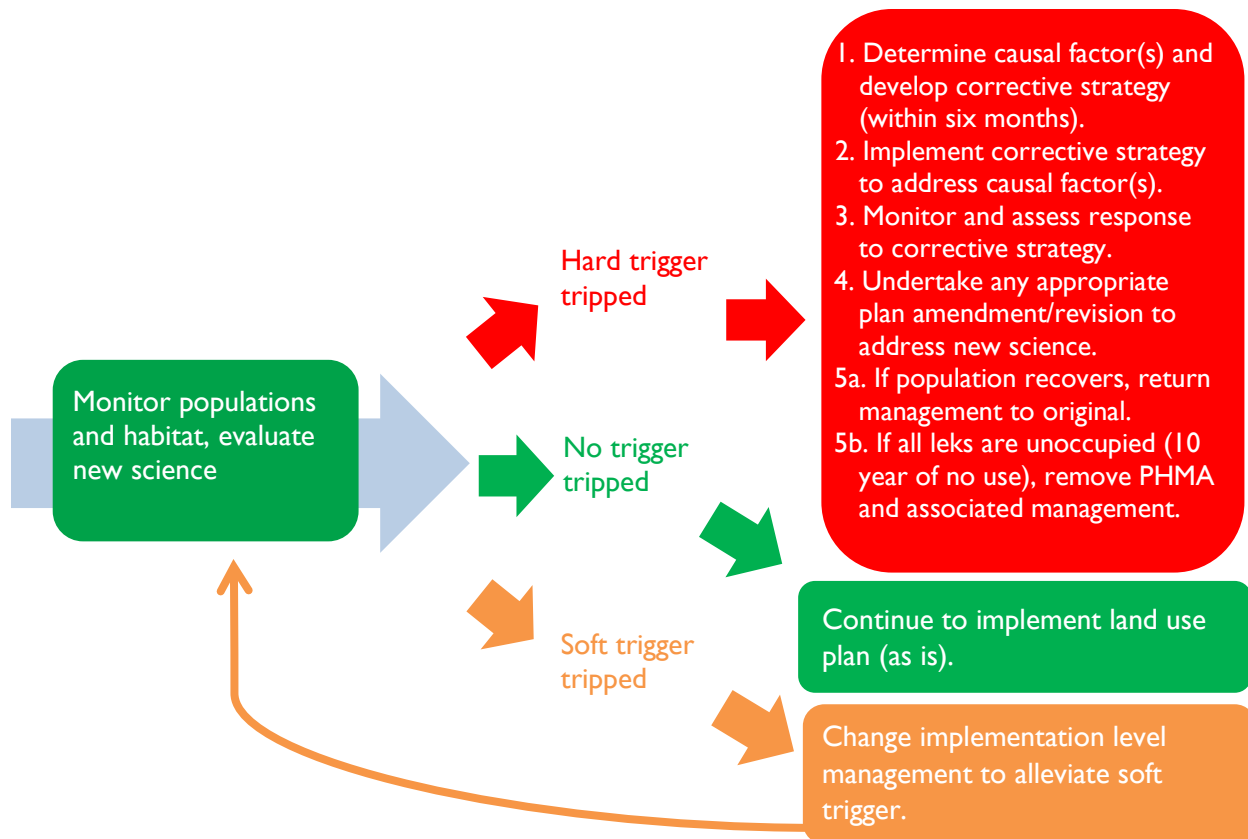 Monitor populations
and habitat, evaluate
new science
Hard trigger
tripped
1. Determine causal factor(s) and
develop corrective strategy
(within six months).
2. Implement corrective strategy
to address causal factor(s).
3. Monitor and assess response
to corrective strategy.
4. Undertake any appropriate
plan amendment/revision to
address new science.
5a. If population recovers, return
management to original.
5b. If all leks are unoccupied (10
year of no use), remove PHMA
and associated management.
No trigger
tripped
Continue to implement land use
plan (as is).
Soft trigger
tripped
Change implementation level
management to alleviate soft
trigger.